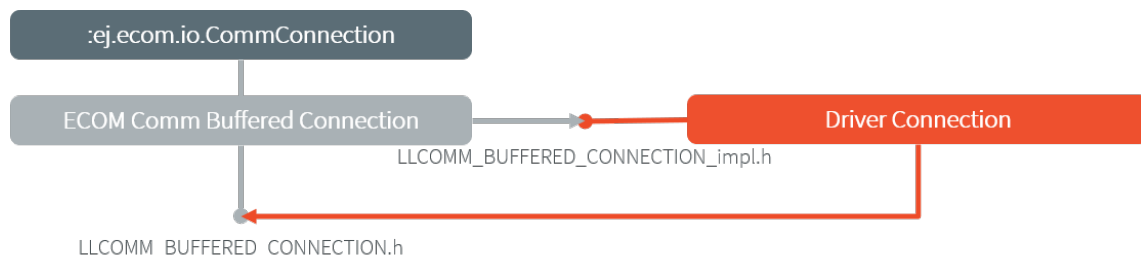 :ej.ecom.io.CommConnection
ECOM Comm Buffered Connection
Driver Connection
LLCOMM_BUFFERED_CONNECTION_impl.h
LLCOMM_BUFFERED_CONNECTION.h